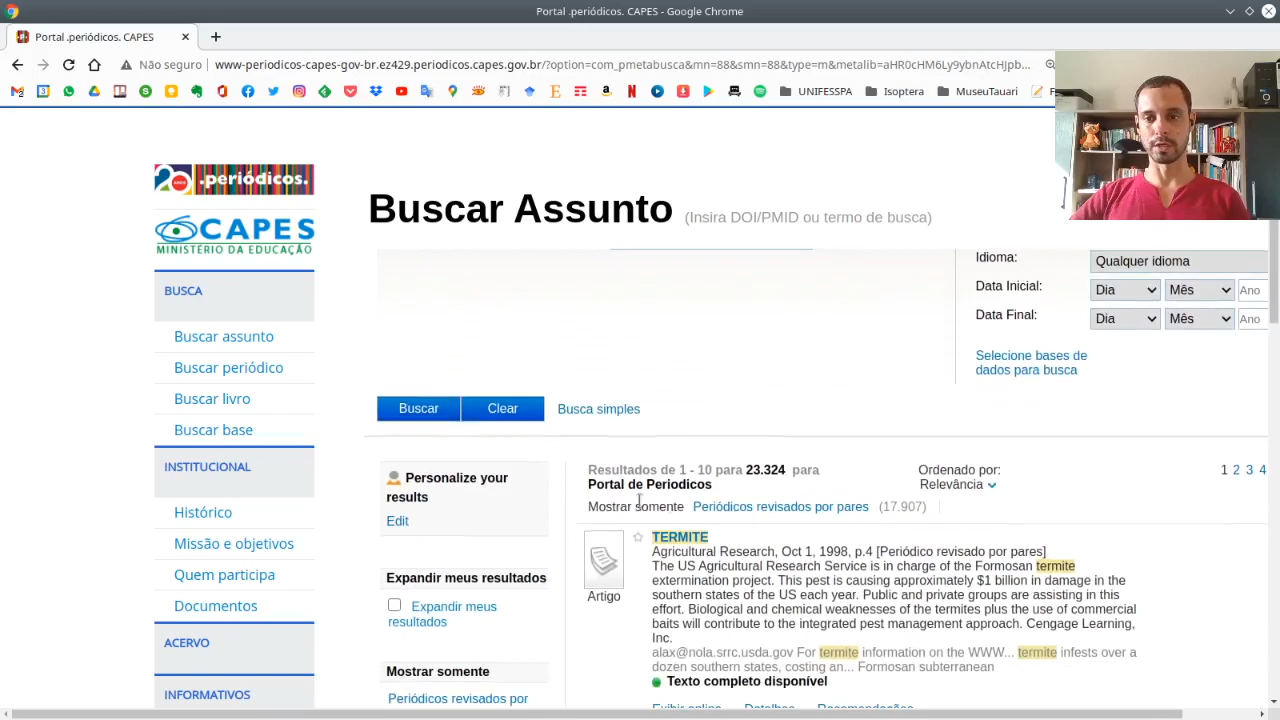 Portal .periódicos. CAPES - Google Chrome
Portal .periódicos. CAPES
Não seguro
www-periodicos-capes-gov-br.ez429.periodicos.capes.gov.br/?option=com_pmetabusca&mn=88&smn=88&type=m&metalib=aHR0cHM6Ly9ybnAtcHJpb...
UNIFESSPA
Isoptera
MuseuTauari
F
.periódicos.
CAPES
MINISTÉRIO DA EDUCAÇÃO
BUSCA
Buscar assunto
Buscar periódico
Buscar livro
Buscar base
INSTITUCIONAL
Histórico
Missão e objetivos
Quem participa
Documentos
ACERVO
INFORMATIVOS
Buscar Assunto (Insira DOI/PMID ou termo de busca)
Idioma: Qualquer idioma
Data Inicial: Dia Mês Ano
Data Final: Dia Mês Ano
Selecione bases de
dados para busca
Buscar Clear Busca simples
Personalize your
results
Edit
Expandir meus resultados
Expandir meus
resultados
Mostrar somente
Periódicos revisados por
Resultados de 1 - 10 para 23.324 para
Portal de Periodicos
Ordenado por:
Relevância
1 2 3 4
Mostrar somente Periódicos revisados por pares (17.907)
Artigo
TERMITE
Agricultural Research, Oct 1, 1998, p.4 [Periódico revisado por pares]
The US Agricultural Research Service is in charge of the Formosan termite
extermination project. This pest is causing approximately $1 billion in damage in the
southern states of the US each year. Public and private groups are assisting in this
effort. Biological and chemical weaknesses of the termites plus the use of commercial
baits will contribute to the integrated pest management approach. Cengage Learning,
Inc.
alax@nola.srrc.usda.gov For termite information on the WWW... termite infests over a
dozen southern states, costing an... Formosan subterranean
Texto completo disponível
Exibir online Detalhes Recomendações